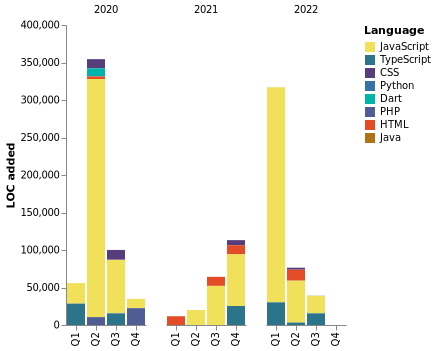 2020 2021 2022
Language
JavaScript
TypeScript
CSS
Python
Dart
PHP
HTML
Java
LOC added
400,000
350,000
300,000
250,000
200,000
150,000
100,000
50,000
0
Q1 Q2 Q3 Q4 Q1 Q2 Q3 Q4 Q1 Q2 Q3 Q4